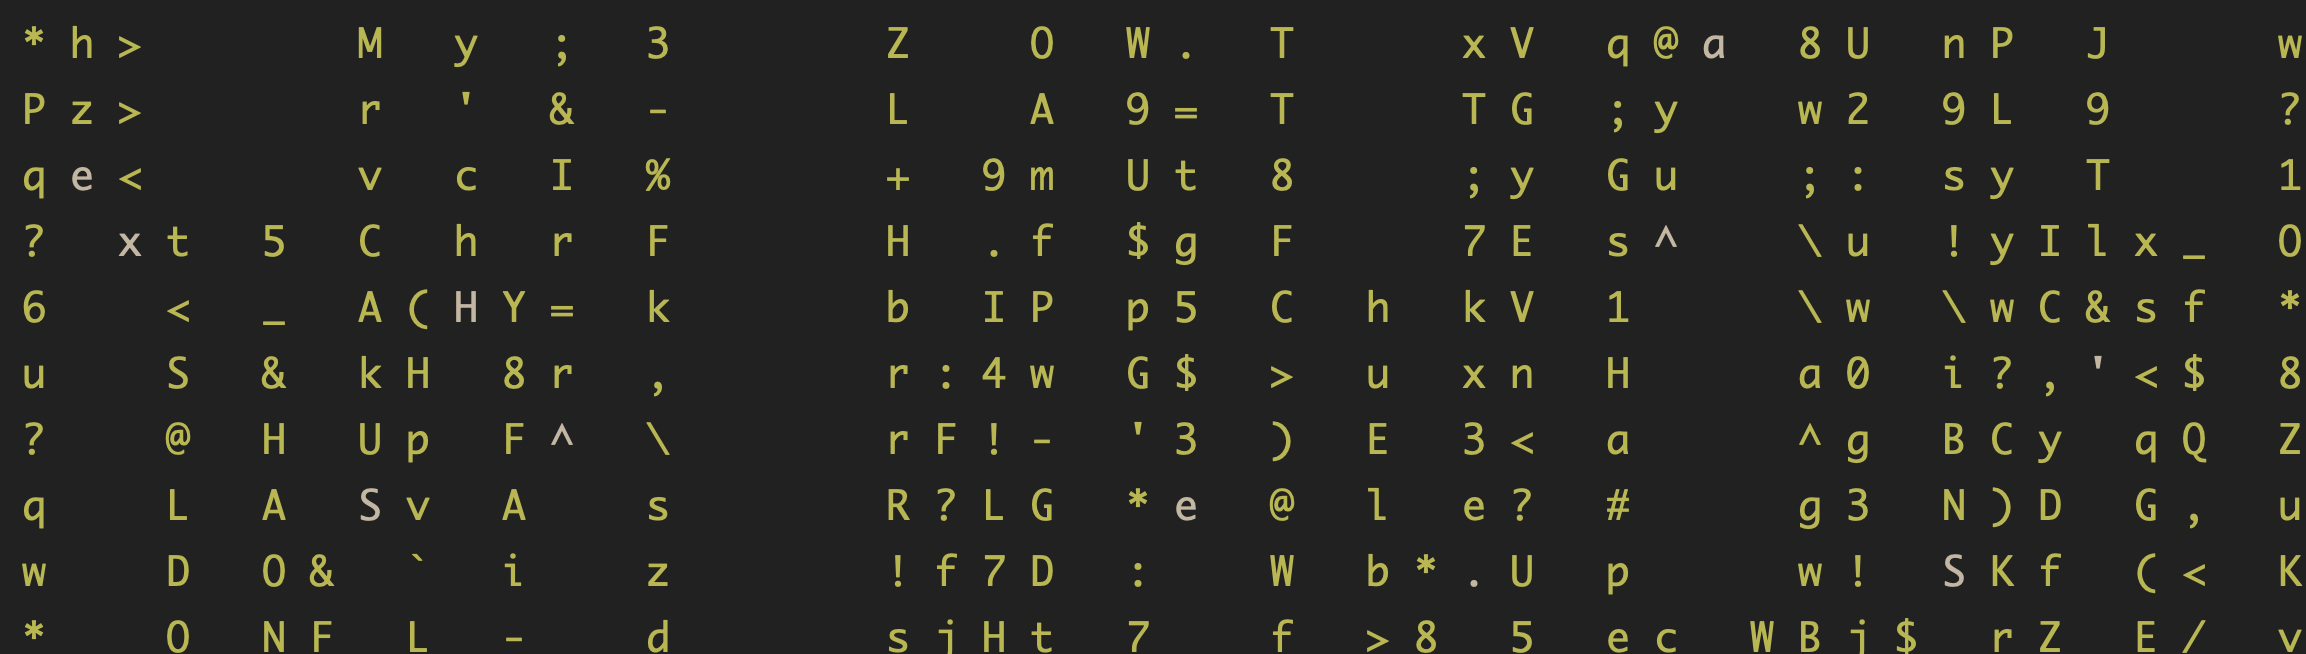 * h > M y ; 3 Z O W . T x V q @ a 8 U n P J w
P z > r ' & - L A 9 = T T G ; y w 2 9 L 9 ?
q e < v c I % + 9 m U t 8 ; y G u ; : s y T 1
? x t 5 C h r F H . f $ g F 7 E s ^ \ u ! y I l x _ O
6 < _ A ( H Y = k b I P p 5 C h k V 1 \ w \ w C & s f *
u S & k H 8 r , r : 4 w G $ > u x n H a 0 i ? , ' < $ 8
? @ H U p F ^ \ r F ! - ' 3 ) E 3 < a ^ g B C y q Q Z
q L A S v A s R ? L G * e @ l e ? # g 3 N ) D G , u
w D O & ` i z ! f 7 D : W b * . U p w ! S K f ( < K
* O N F L - d s j H t 7 f > 8 5 e c W B j $ r Z E / v